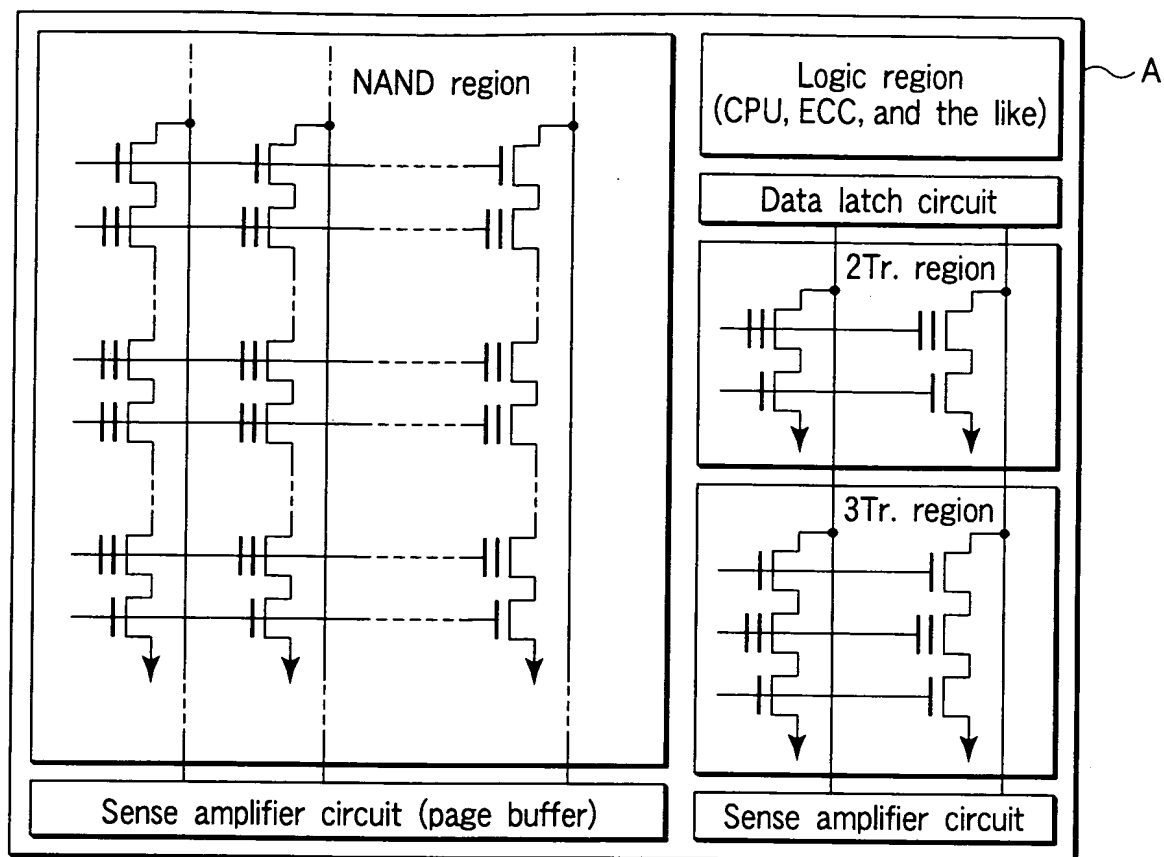 NAND region
Logic region
(CPU, ECC, and the like)
A
Data latch circuit
2Tr. region
3Tr. region
Sense amplifier circuit (page buffer)
Sense amplifier circuit